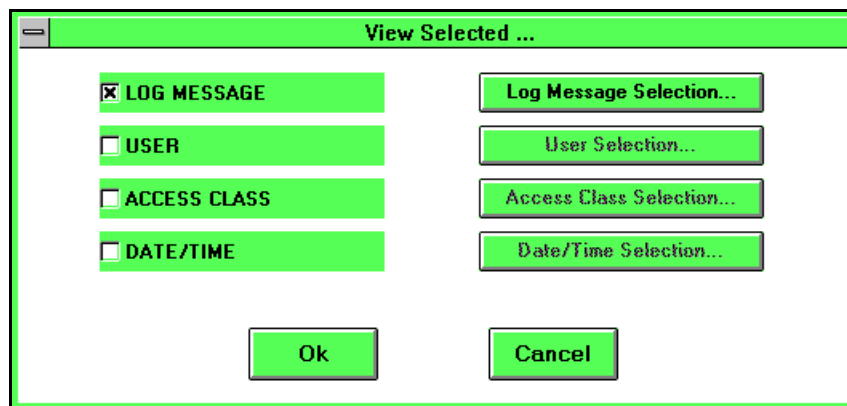 View Selected ...
LOG MESSAGE
Log Message Selection...
USER
User Selection...
ACCESS CLASS
Access Class Selection...
DATE/TIME
Date/Time Selection...
Ok
Cancel